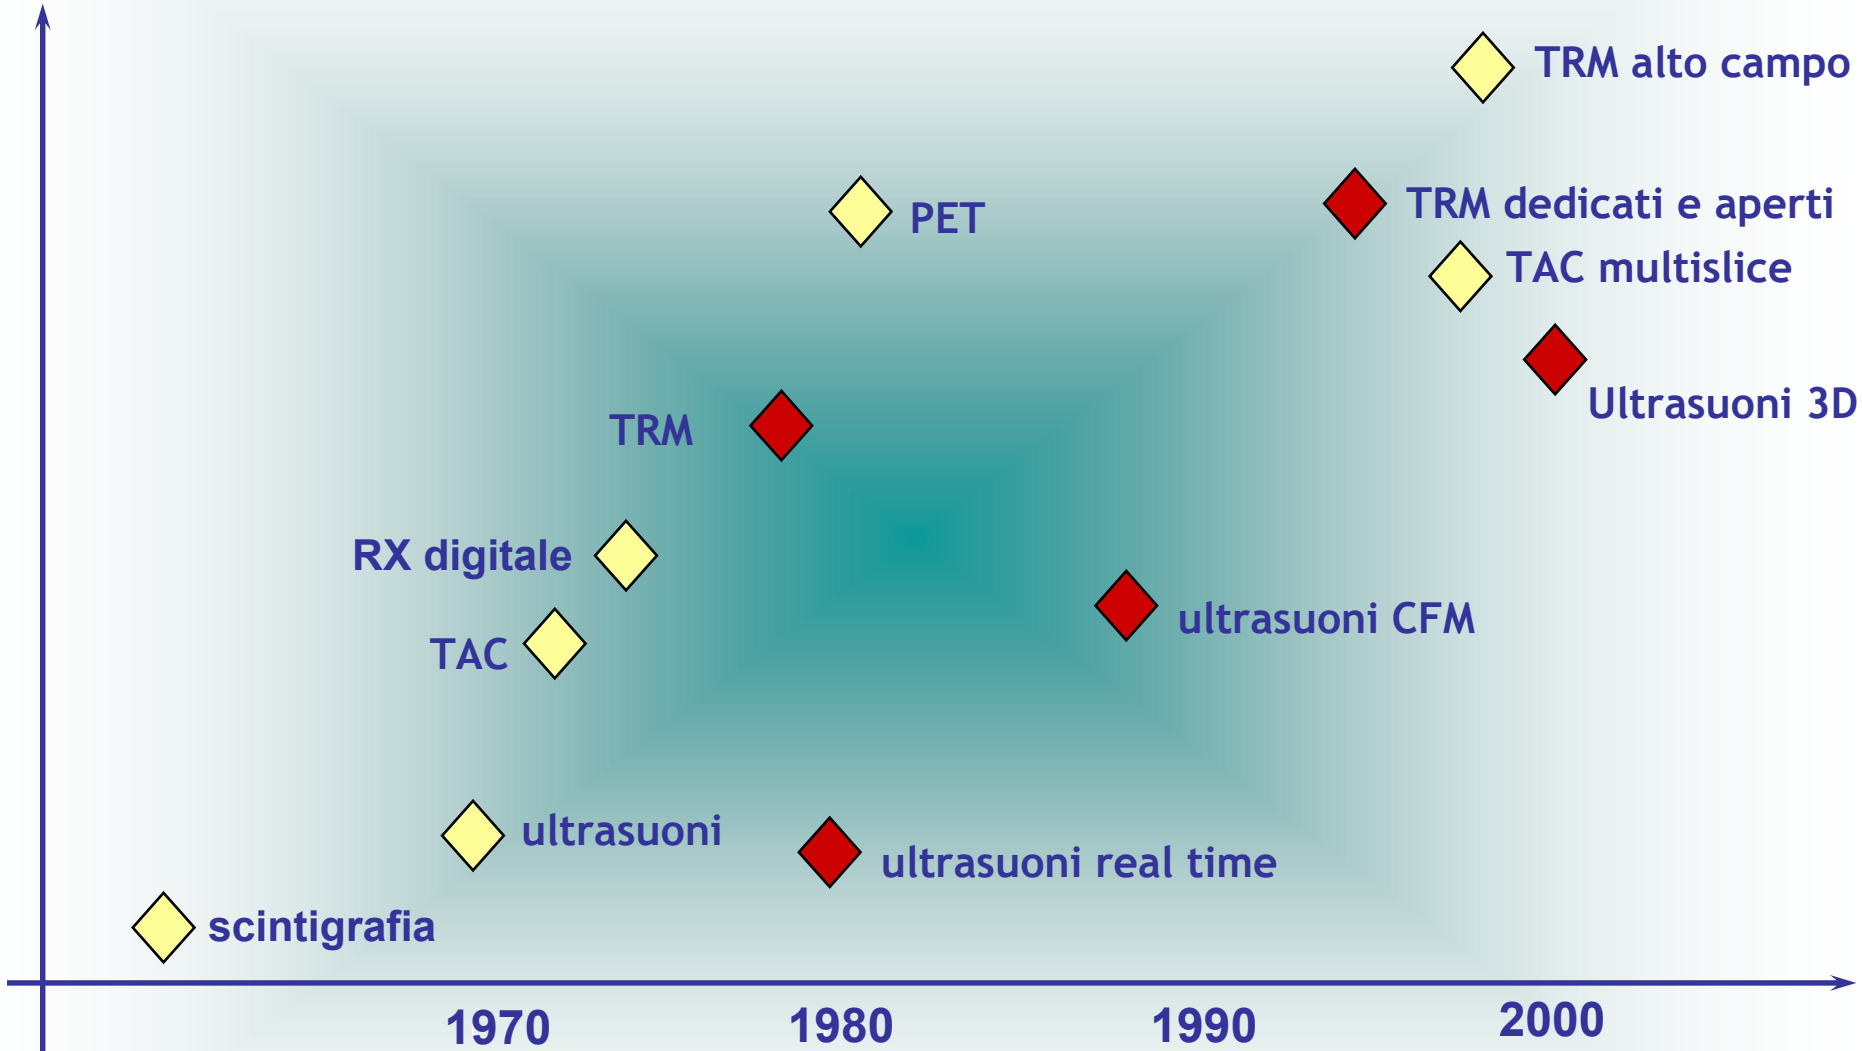 TRM alto campo
PET
TRM dedicati e aperti
TAC multislice
Ultrasuoni 3D
TRM
RX digitale
ultrasuoni CFM
TAC
ultrasuoni
ultrasuoni real time
scintigrafia
1970
1980
1990
2000